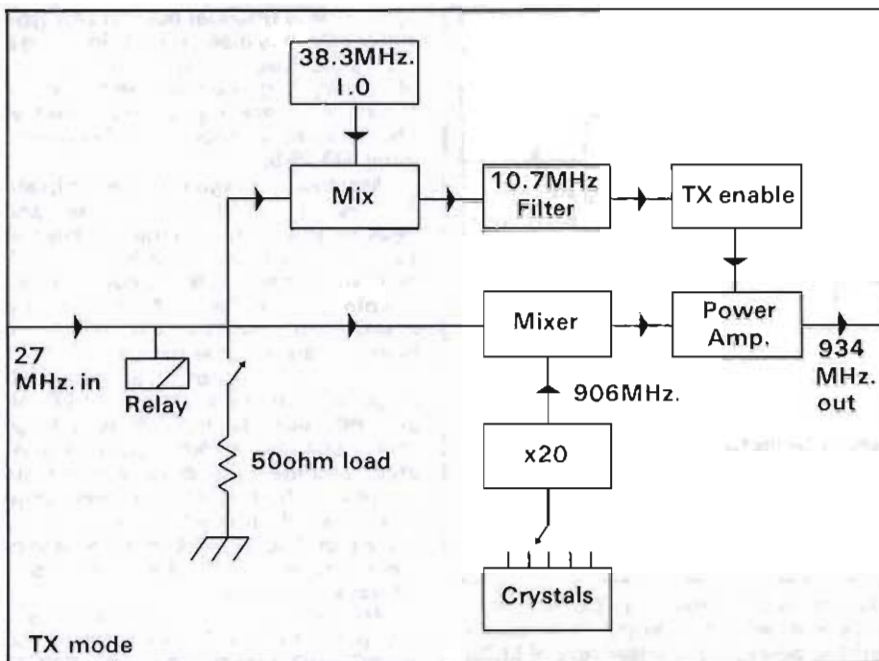 38.3MHz.
I.0
Mix
10.7MHz
Filter
TX enable
27
MHz. in
Relay
Mixer
Power
Amp.
934
MHz.
out
906MHz.
50ohm load
x20
Crystals
TX mode